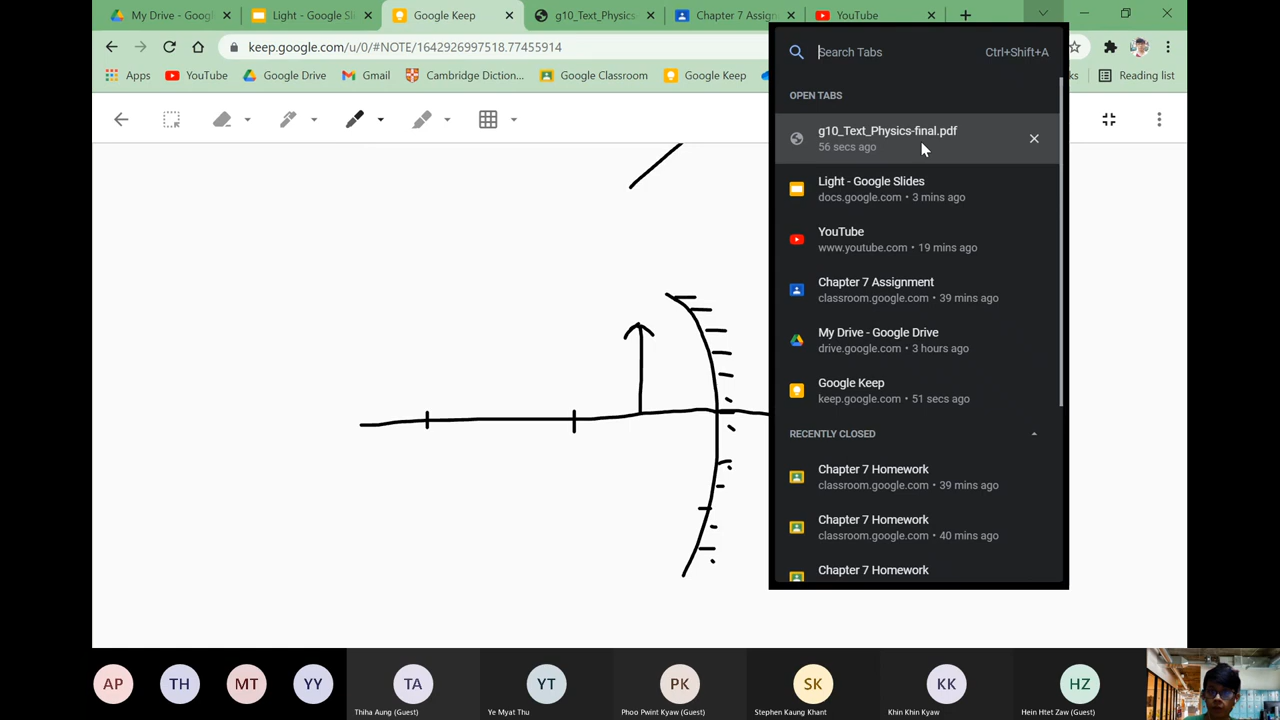 My Drive - Googl
Light - Google Sli
Google Keep
g10_Text_Physics-
Chapter 7 Assign
YouTube
keep.google.com/u/0/#NOTE/1642926997518.77455914
Apps
YouTube
Google Drive
Gmail
Cambridge Diction...
Google Classroom
Google Keep
ks
Reading list
Search Tabs
Ctrl+Shift+A
OPEN TABS
g10_Text_Physics-final.pdf
56 secs ago
Light - Google Slides
docs.google.com • 3 mins ago
YouTube
www.youtube.com • 19 mins ago
Chapter 7 Assignment
classroom.google.com • 39 mins ago
My Drive - Google Drive
drive.google.com • 3 hours ago
Google Keep
keep.google.com • 51 secs ago
RECENTLY CLOSED
Chapter 7 Homework
classroom.google.com • 39 mins ago
Chapter 7 Homework
classroom.google.com • 40 mins ago
Chapter 7 Homework
AP
TH
MT
YY
TA
YT
PK
SK
KK
HZ
Thiha Aung (Guest)
Ye Myat Thu
Phoo Pwint Kyaw (Guest)
Stephen Kaung Khant
Khin Khin Kyaw
Hein Htet Zaw (Guest)